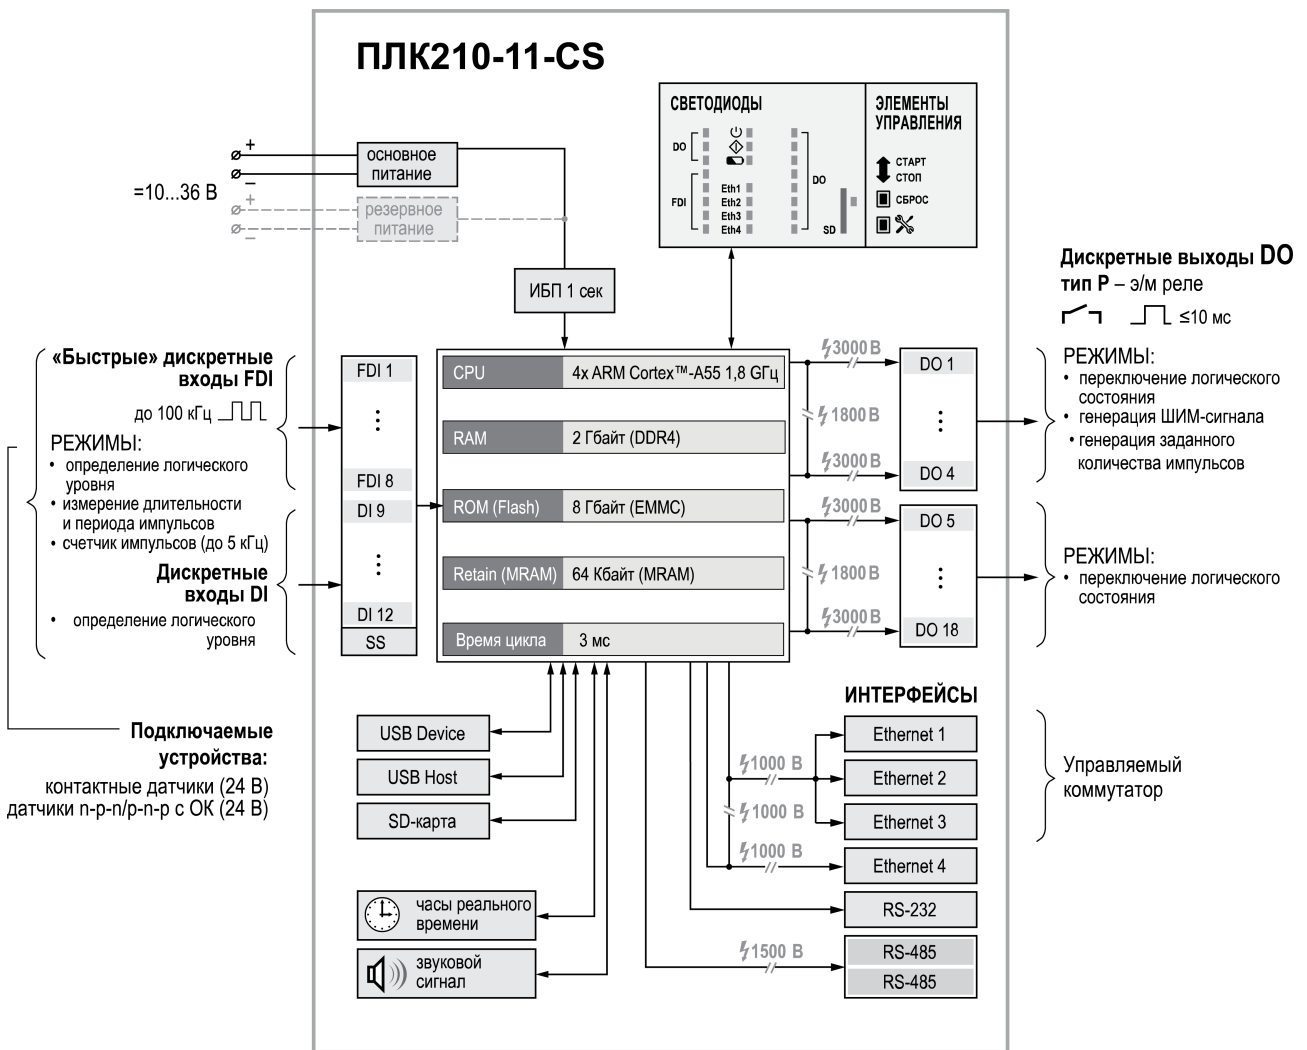 ПЛК210-11-CS
СВЕТОДИОДЫ
DO
FDI
Eth1
Eth2
Eth3
Eth4
DO
SD
ЭЛЕМЕНТЫ
УПРАВЛЕНИЯ
СТАРТ
СТОП
СБРОС
+
–
=10...36 В
+
–
основное
питание
резервное
питание
ИБП 1 сек
Дискретные выходы DO
тип Р – э/м реле
≤10 мс
«Быстрые» дискретные
входы FDI
до 100 кГц
РЕЖИМЫ:
• определение логического
уровня
• измерение длительности
и периода импульсов
• счетчик импульсов (до 5 кГц)
Дискретные
входы DI
• определение логического
уровня
Подключаемые
устройства:
контактные датчики (24 В)
датчики n-p-n/p-n-p с ОК (24 В)
FDI 1
FDI 8
DI 9
DI 12
SS
CPU 4x ARM Cortex™-A55 1,8 ГГц
RAM 2 Гбайт (DDR4)
ROM (Flash) 8 Гбайт (EMMC)
Retain (MRAM) 64 Кбайт (MRAM)
Время цикла 3 мс
3000 В
1800 В
3000 В
3000 В
1800 В
3000 В
DO 1
DO 4
DO 5
DO 18
РЕЖИМЫ:
• переключение логического
состояния
• генерация ШИМ-сигнала
• генерация заданного
количества импульсов
РЕЖИМЫ:
• переключение логического
состояния
USB Device
USB Host
SD-карта
часы реального
времени
звуковой
сигнал
ИНТЕРФЕЙСЫ
1000 В
1000 В
1000 В
1500 В
Ethernet 1
Ethernet 2
Ethernet 3
Ethernet 4
RS-232
RS-485
RS-485
Управляемый
коммутатор